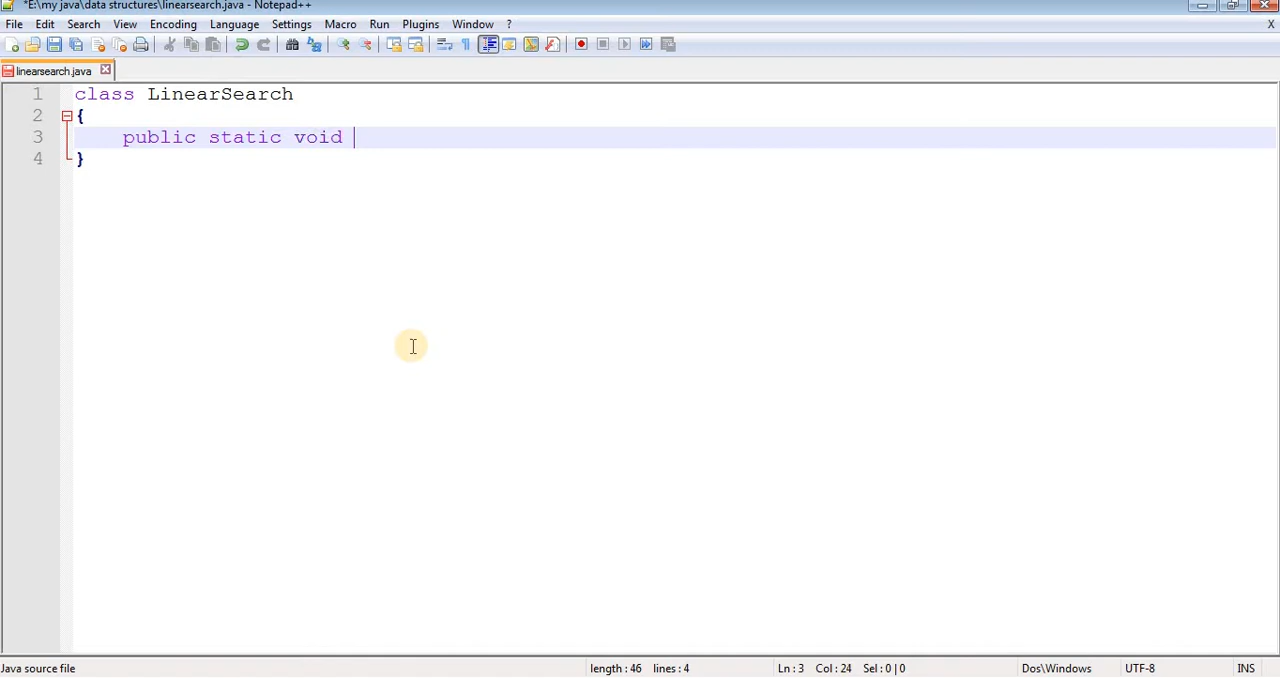 *E:\my java\data structures\linearsearch.java - Notepad++
File Edit Search View Encoding Language Settings Macro Run Plugins Window ? X
linearsearch.java
1 class LinearSearch
2 {
3 public static void
4 }
Java source file length : 46 lines : 4 Ln : 3 Col : 24 Sel : 0 | 0 Dos\Windows UTF-8 INS